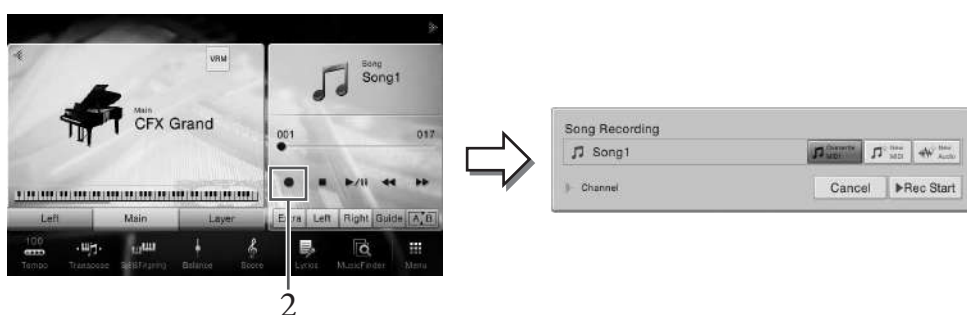 VRM
Main
CFX Grand
Song
Song1
001 017
Left Main Layer
Extra Left Right Guide A B
100
Tempo Transpose Split/Fingering Balance Score Lyrics MusicFinder Menu
2
Song Recording
Song1
Overwrite MIDI
New MIDI
New Audio
Channel
Cancel ▶Rec Start